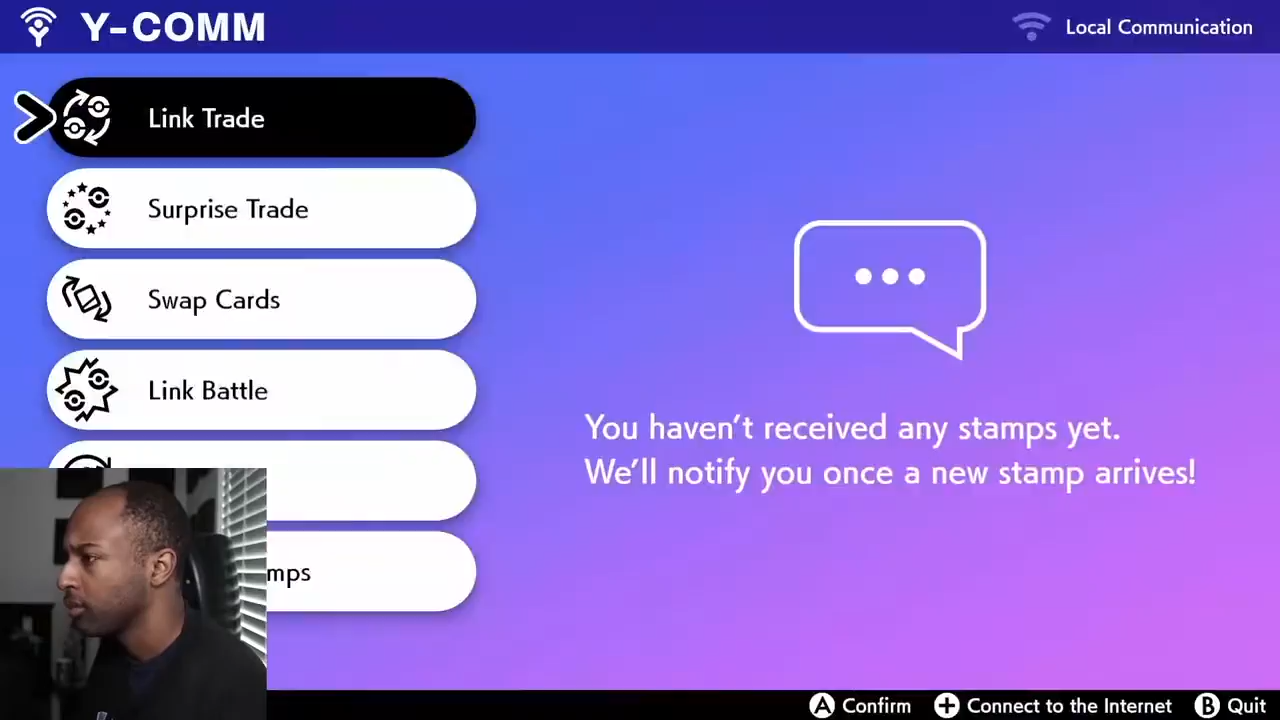 Y-COMM
Local Communication
Link Trade
Surprise Trade
Swap Cards
Link Battle
You haven't received any stamps yet.
We'll notify you once a new stamp arrives!
Confirm
Connect to the Internet
Quit